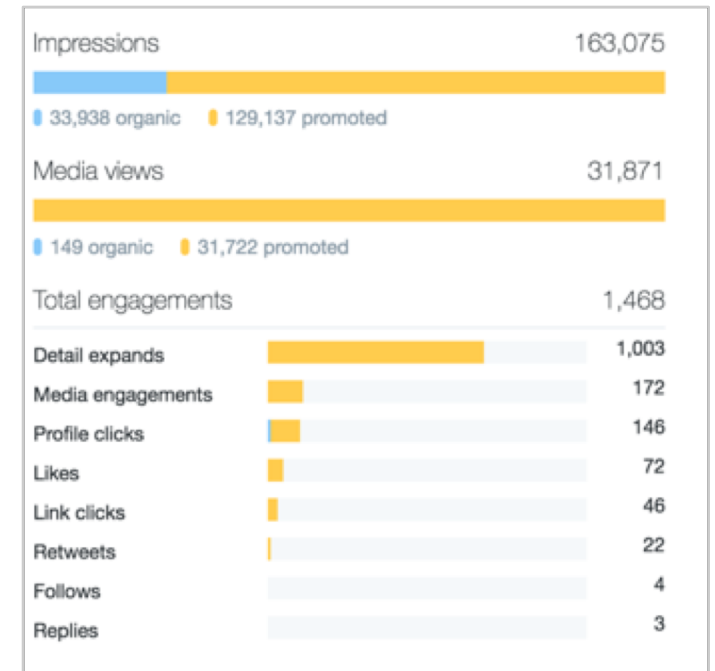 Impressions 163,075
33,938 organic 129,137 promoted
Media views 31,871
149 organic 31,722 promoted
Total engagements 1,468
Detail expands 1,003
Media engagements 172
Profile clicks 146
Likes 72
Link clicks 46
Retweets 22
Follows 4
Replies 3